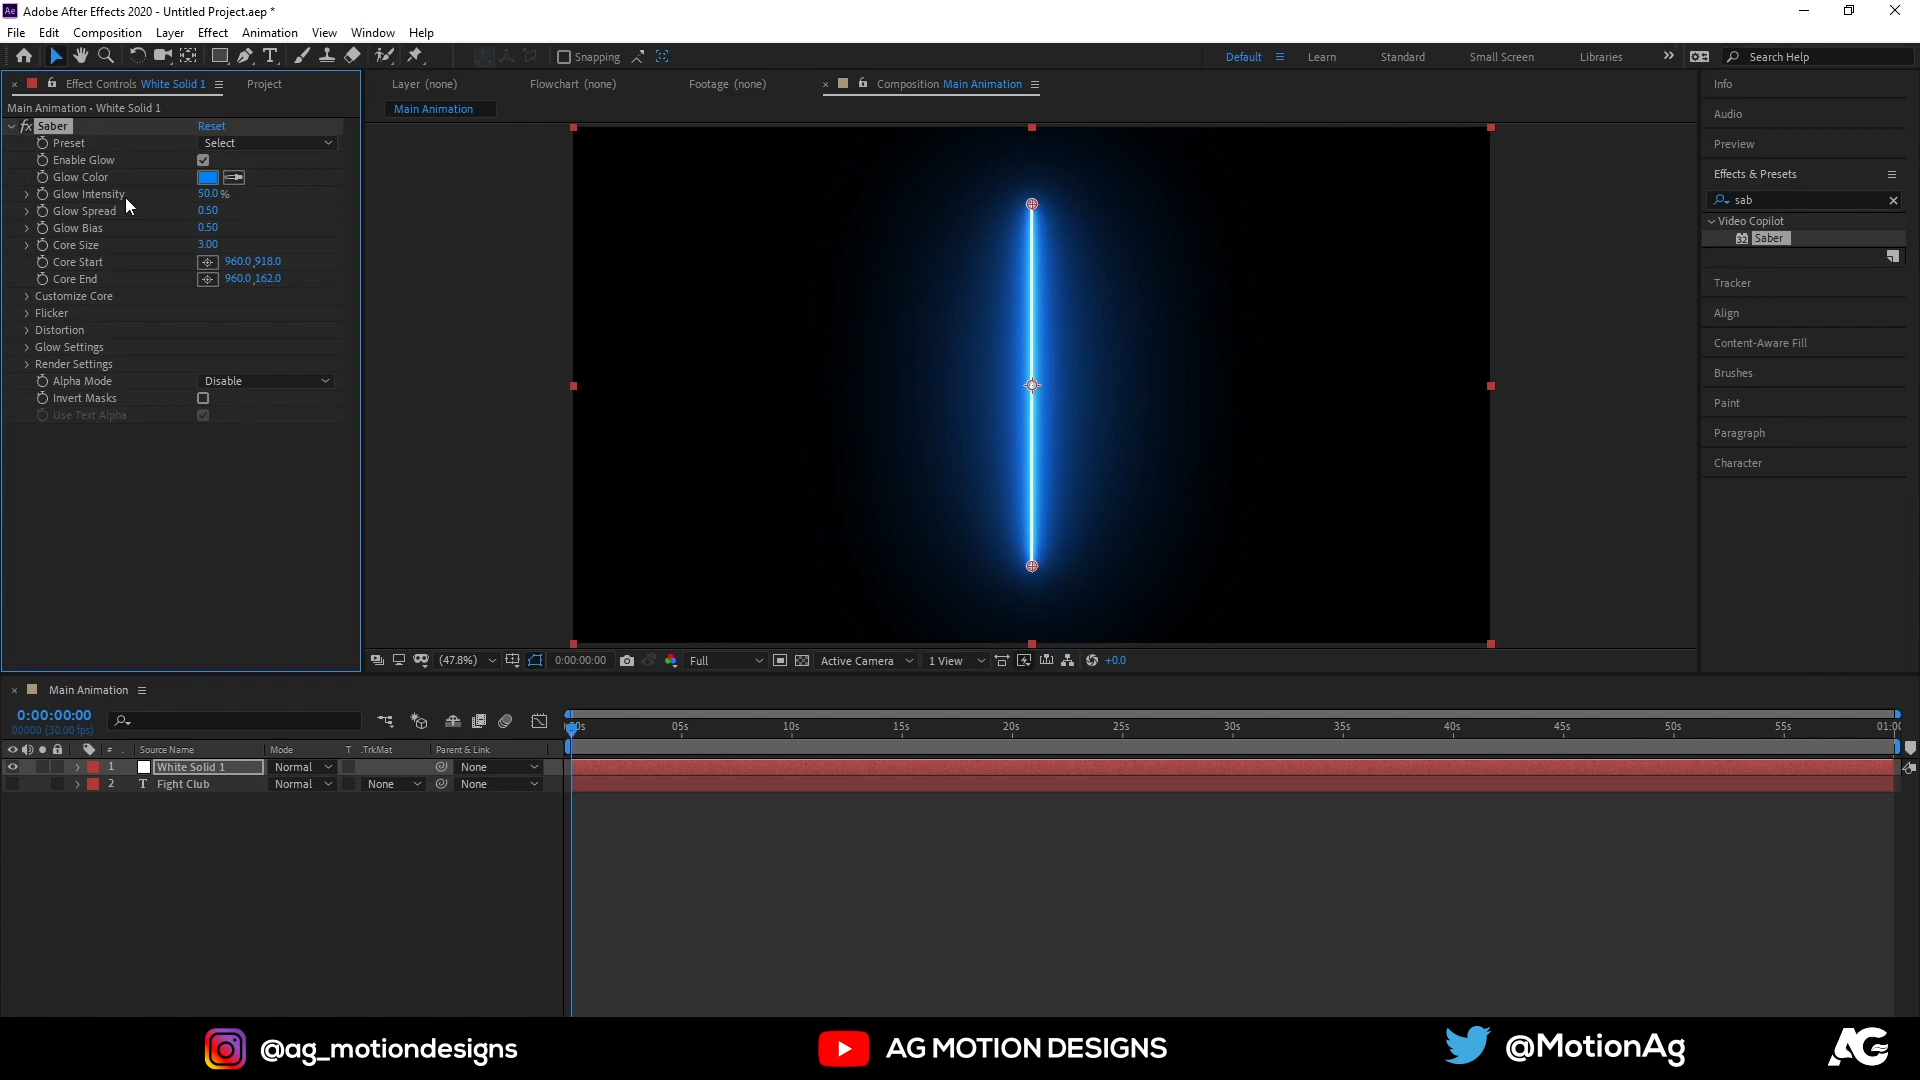 Ae Adobe After Effects 2020 - Untitled Project.aep *
File Edit Composition Layer Effect Animation View Window Help
T Snapping Default Learn Standard Small Screen Libraries Search Help
Effect Controls White Solid 1 Project
Layer (none) Flowchart (none) Footage (none) Composition Main Animation
Main Animation • White Solid 1
Main Animation
fx Saber Reset
Preset Select
Enable Glow
Glow Color
Glow Intensity 50.0 %
Glow Spread 0.50
Glow Bias 0.50
Core Size 3.00
Core Start 960.0 ,918.0
Core End 960.0 ,162.0
Customize Core
Flicker
Distortion
Glow Settings
Render Settings
Alpha Mode Disable
Invert Masks
Use Text Alpha
Info
Audio
Preview
Effects & Presets
sab
Video Copilot
32 Saber
Tracker
Align
Content-Aware Fill
Brushes
Paint
Paragraph
Character
(47.8%) 0:00:00:00 Full Active Camera 1 View +0.0
Main Animation
0:00:00:00
00000 (30.00 fps)
:00s 05s 10s 15s 20s 25s 30s 35s 40s 45s 50s 55s 01:0
# . Source Name Mode T .TrkMat Parent & Link
1 White Solid 1 Normal None
2 T Fight Club Normal None None
@ag_motiondesigns AG MOTION DESIGNS @MotionAg AG